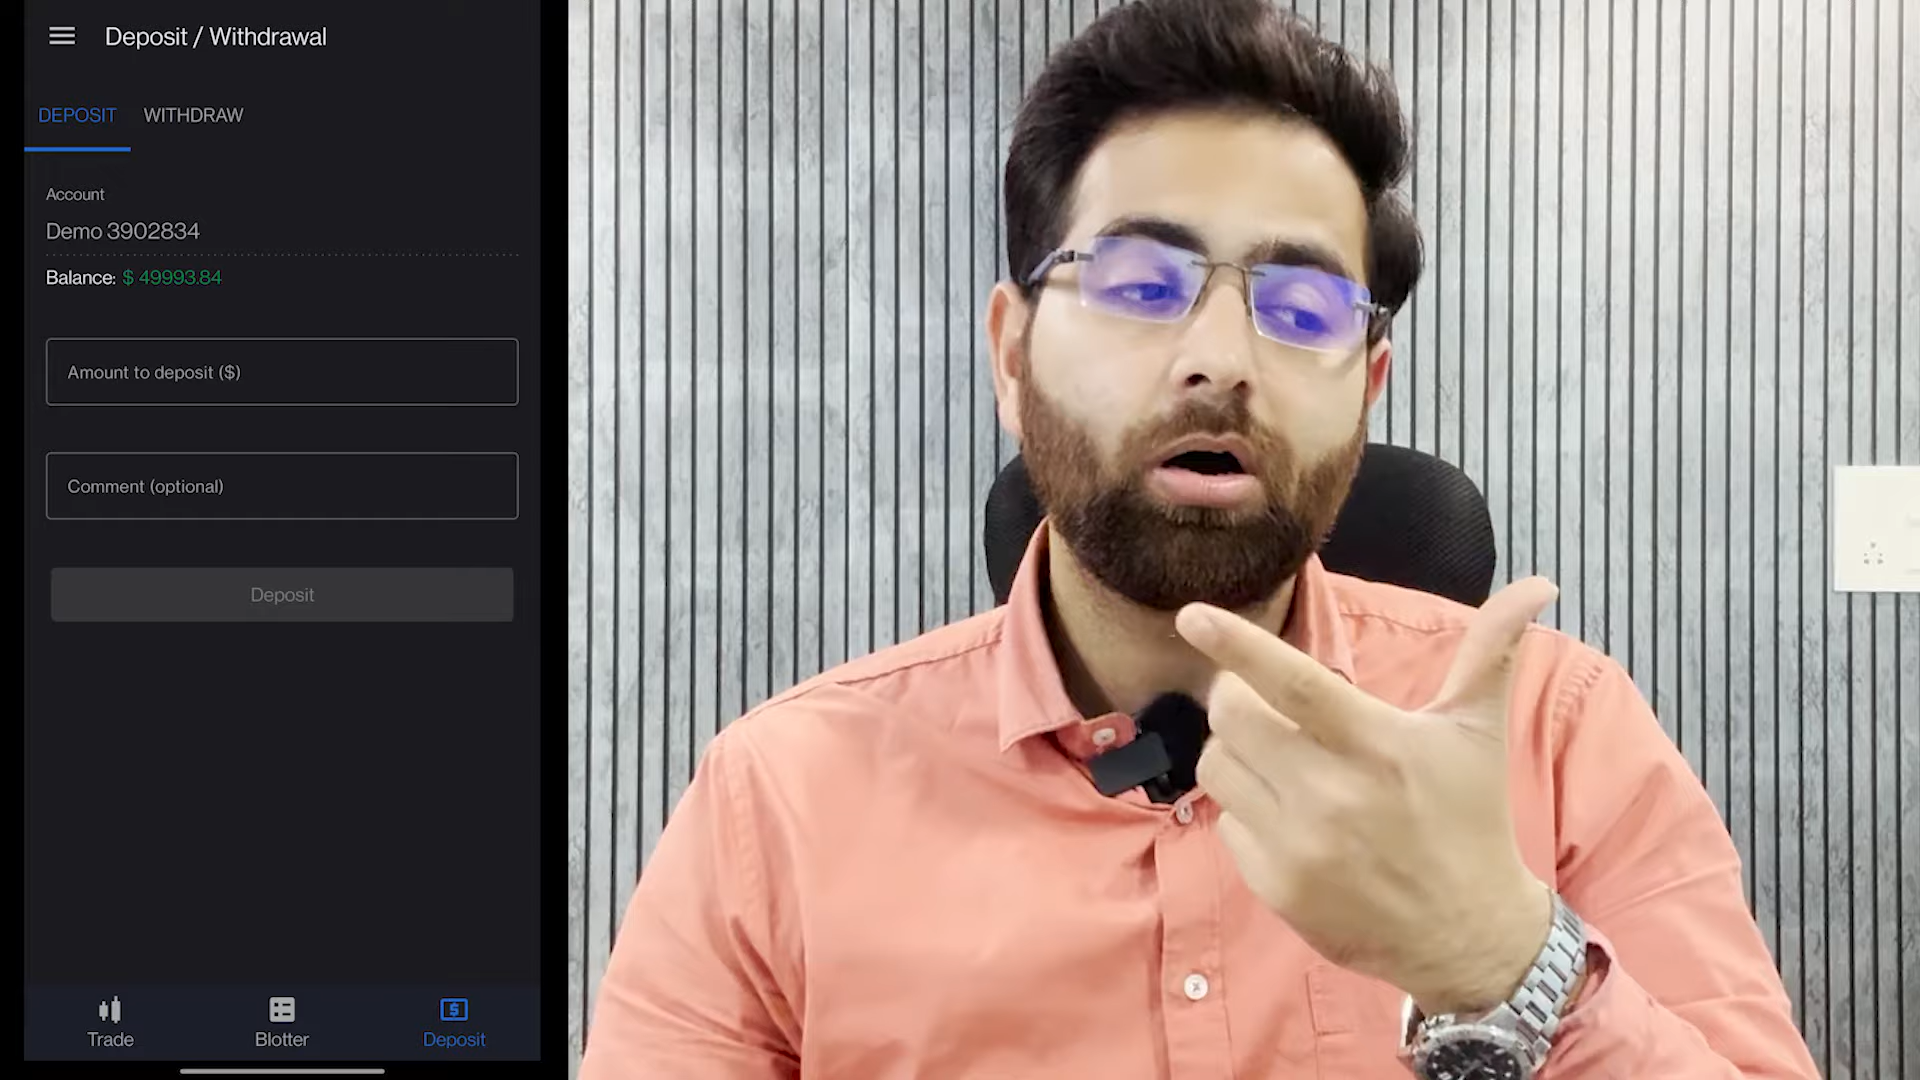 Deposit / Withdrawal
DEPOSIT WITHDRAW
Account
Demo 3902834
Balance: $ 49993.84
Amount to deposit ($)
Comment (optional)
Deposit
Trade Blotter Deposit